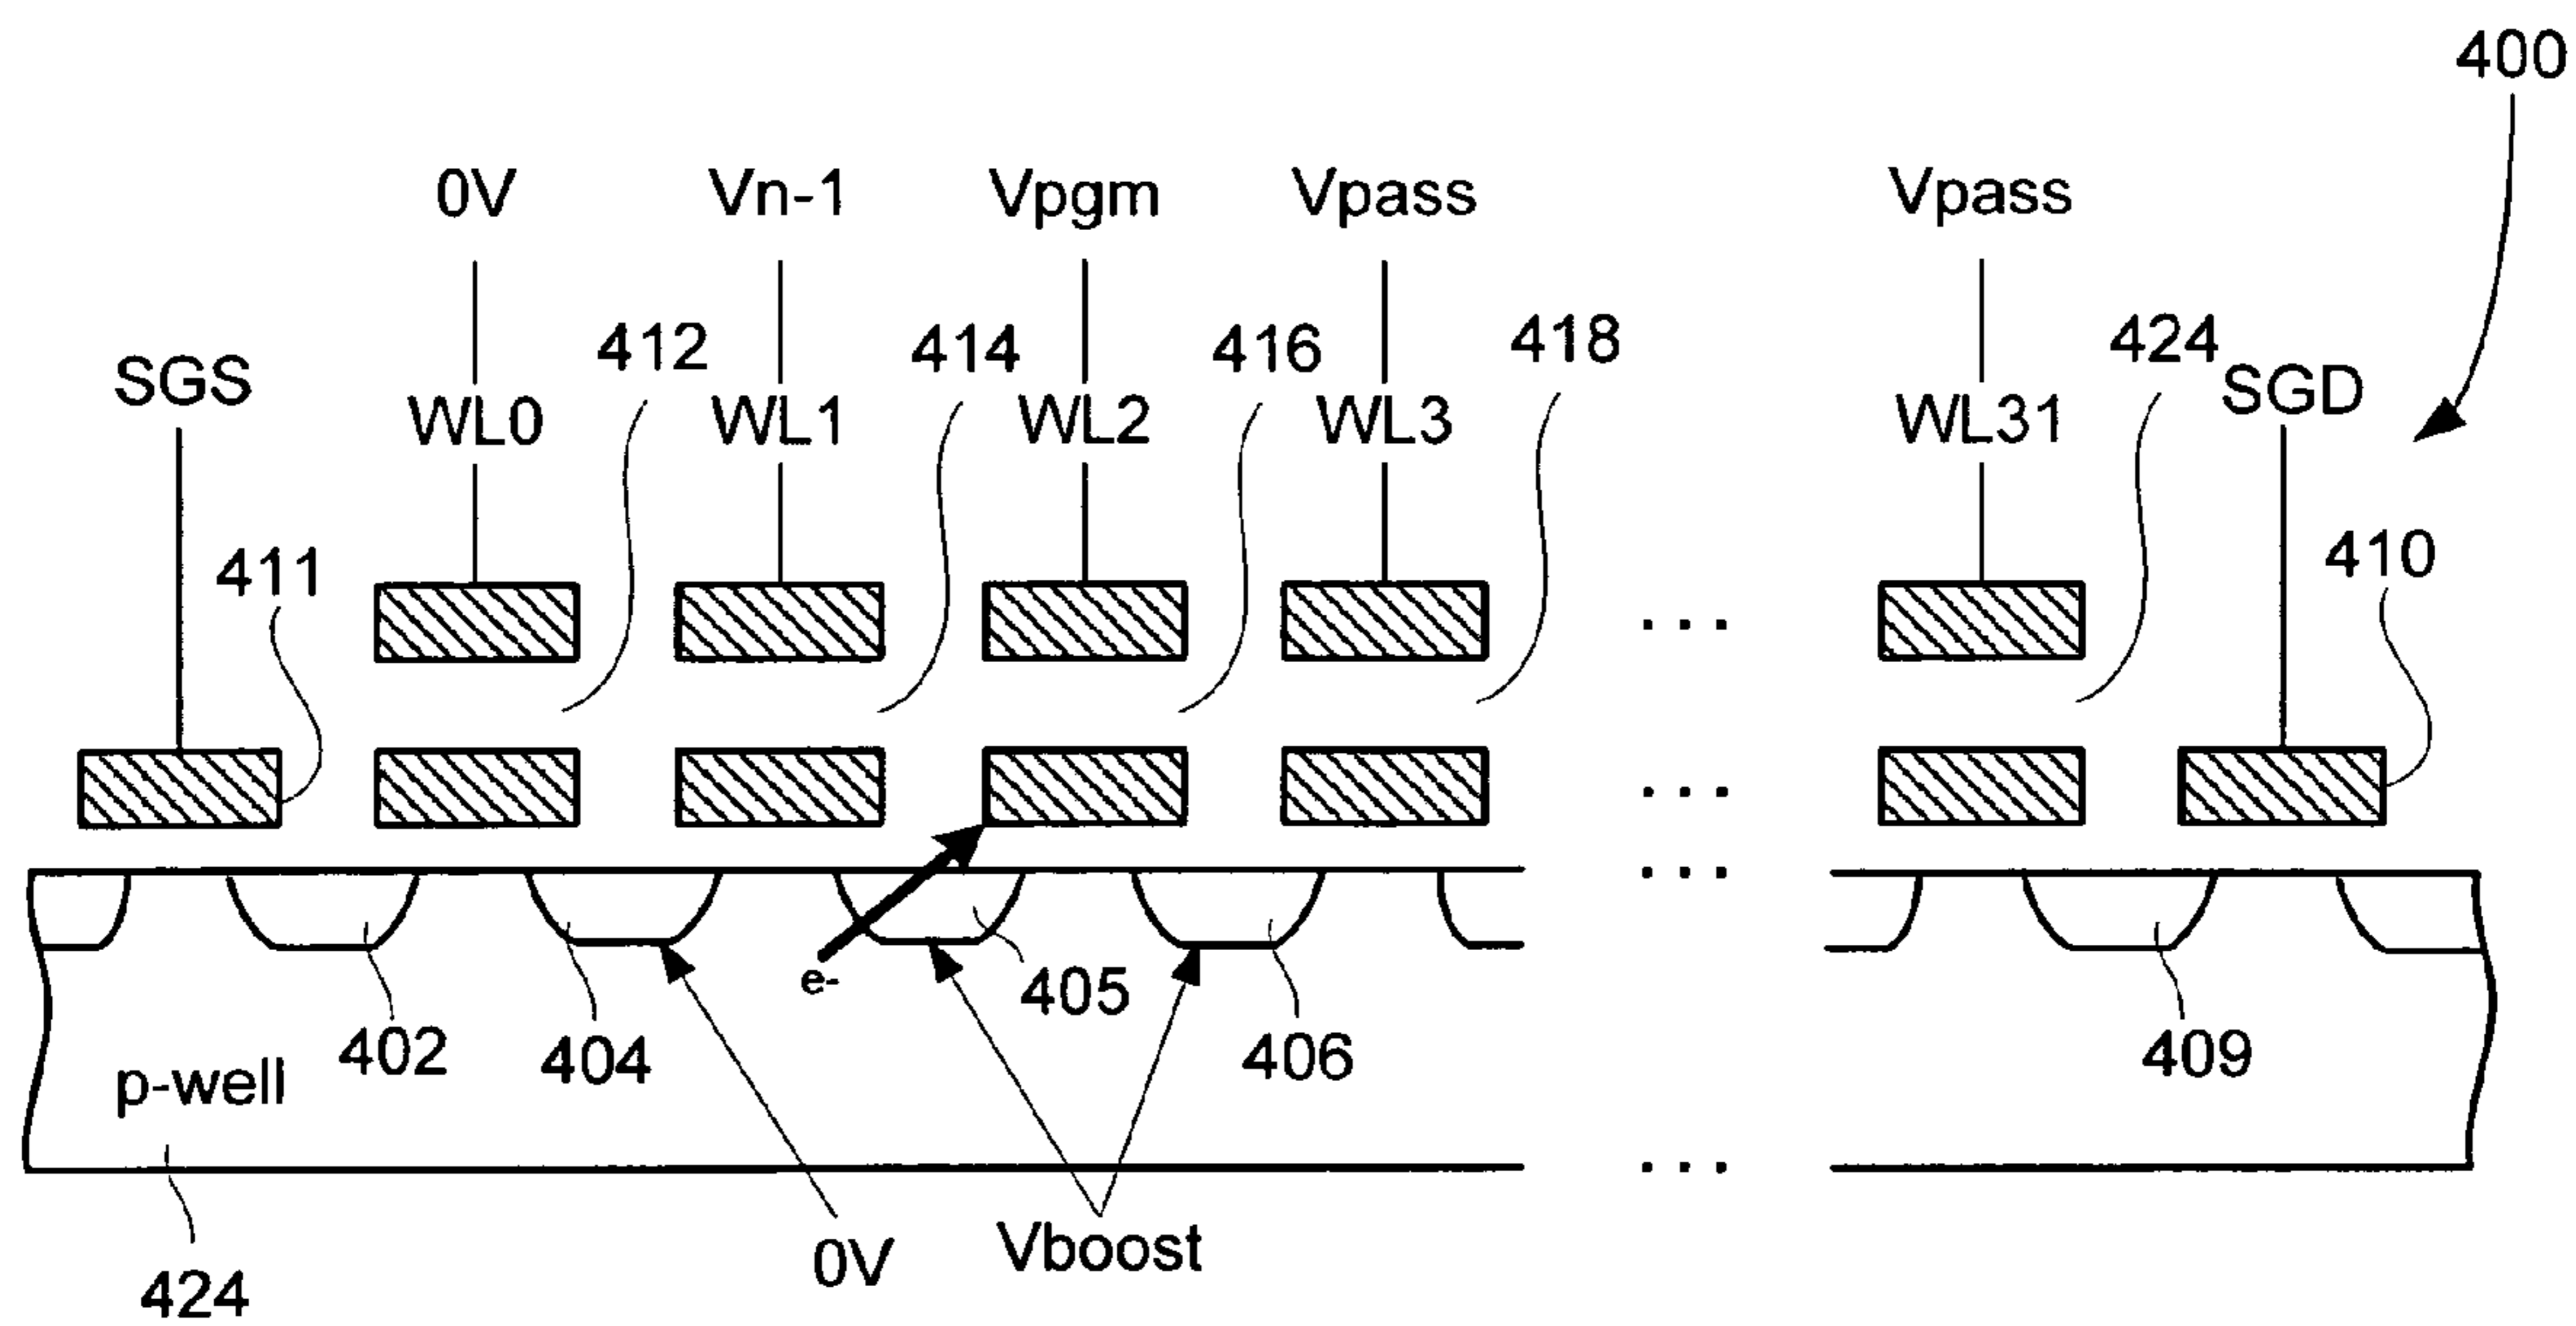 400
0V Vn-1 Vpgm Vpass Vpass
412 414 416 418 424
SGS SGD
WL0 WL1 WL2 WL3 WL31
411 410
... 
...
...
e-
405
402 404 406 409
p-well
...
0V Vboost
424